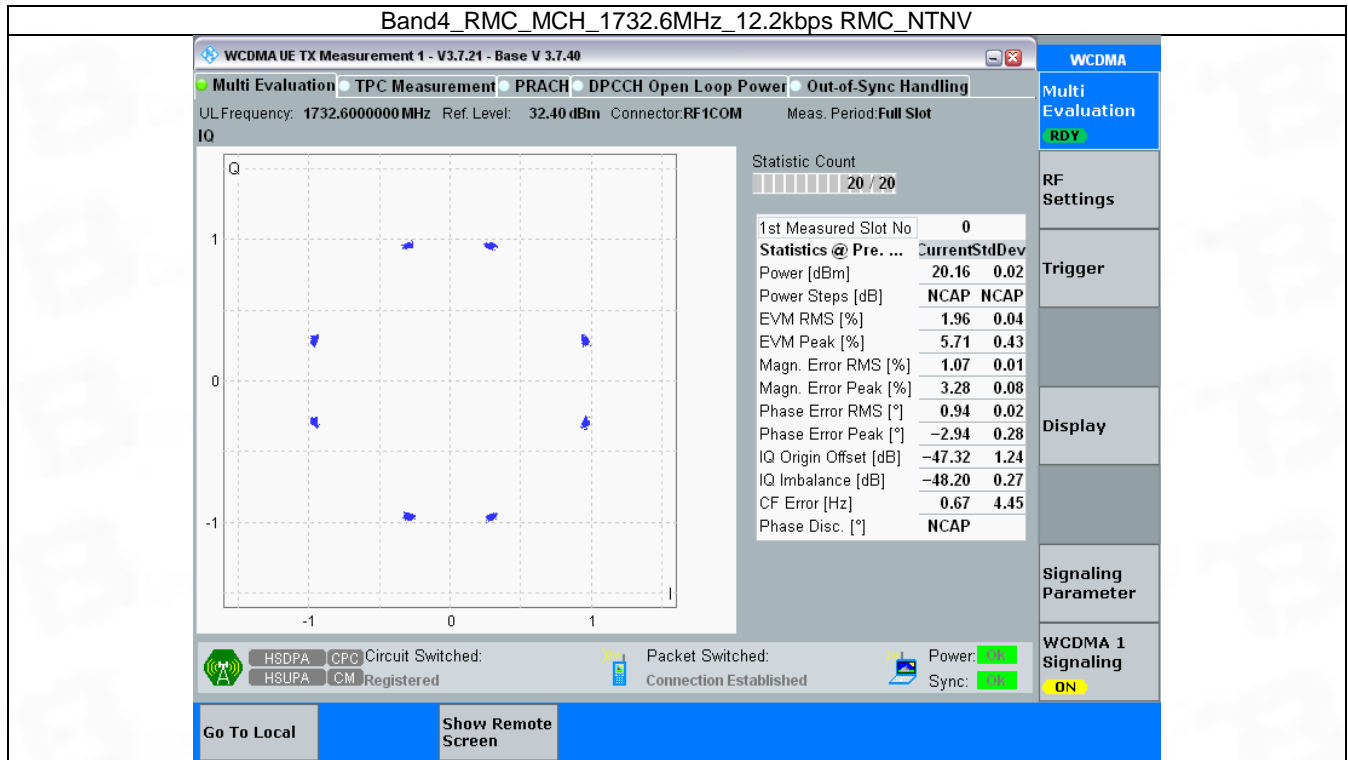 Band4_RMC_MCH_1732.6MHz_12.2kbps RMC_NTNV
WCDMA UE TX Measurement 1 - V3.7.21 - Base V 3.7.40
WCDMA
Multi Evaluation TPC Measurement PRACH DPCCH Open Loop Power Out-of-Sync Handling
Multi
Evaluation
RDY
UL Frequency: 1732.6000000 MHz Ref. Level: 32.40 dBm Connector:RF1COM Meas. Period:Full Slot
IQ
Q
1
0
-1
-1 0 1
I
Statistic Count
20 / 20
1st Measured Slot No 0
Statistics @ Pre. ... Current StdDev
Power [dBm] 20.16 0.02
Power Steps [dB] NCAP NCAP
EVM RMS [%] 1.96 0.04
EVM Peak [%] 5.71 0.43
Magn. Error RMS [%] 1.07 0.01
Magn. Error Peak [%] 3.28 0.08
Phase Error RMS [°] 0.94 0.02
Phase Error Peak [°] −2.94 0.28
IQ Origin Offset [dB] −47.32 1.24
IQ Imbalance [dB] −48.20 0.27
CF Error [Hz] 0.67 4.45
Phase Disc. [°] NCAP
RF
Settings
Trigger
Display
Signaling
Parameter
WCDMA 1
Signaling
ON
HSDPA CPC Circuit Switched: Packet Switched: Power: Ok
HSUPA CM Registered Connection Established Sync: Ok
Go To Local
Show Remote
Screen